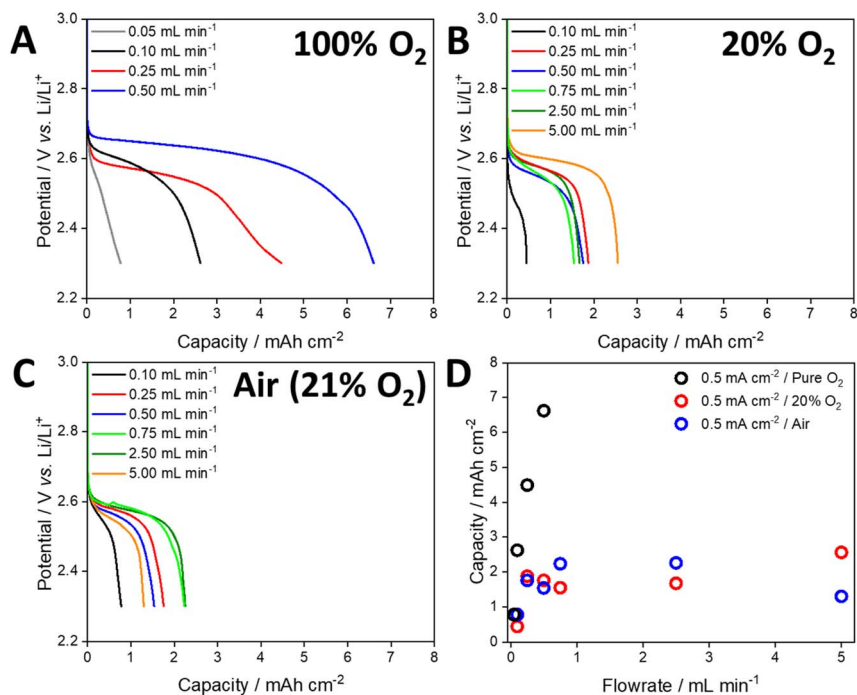 A
100% O₂
0.05 mL min⁻¹
0.10 mL min⁻¹
0.25 mL min⁻¹
0.50 mL min⁻¹
3.0
2.8
2.6
2.4
2.2
Potential / V vs. Li/Li⁺
0 1 2 3 4 5 6 7 8
Capacity / mAh cm⁻²
B
20% O₂
0.10 mL min⁻¹
0.25 mL min⁻¹
0.50 mL min⁻¹
0.75 mL min⁻¹
2.50 mL min⁻¹
5.00 mL min⁻¹
3.0
2.8
2.6
2.4
2.2
Potential / V vs. Li/Li⁺
0 1 2 3 4 5 6 7 8
Capacity / mAh cm⁻²
C
Air (21% O₂)
0.10 mL min⁻¹
0.25 mL min⁻¹
0.50 mL min⁻¹
0.75 mL min⁻¹
2.50 mL min⁻¹
5.00 mL min⁻¹
3.0
2.8
2.6
2.4
2.2
Potential / V vs. Li/Li⁺
0 1 2 3 4 5 6 7 8
Capacity / mAh cm⁻²
D
0.5 mA cm⁻² / Pure O₂
0.5 mA cm⁻² / 20% O₂
0.5 mA cm⁻² / Air
8
7
6
5
4
3
2
1
0
Capacity / mAh cm⁻²
0 1 2 3 4 5
Flowrate / mL min⁻¹